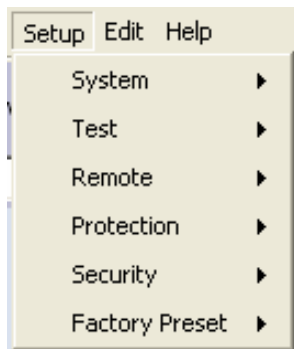 Setup Edit Help
System
Test
Remote
Protection
Security
Factory Preset